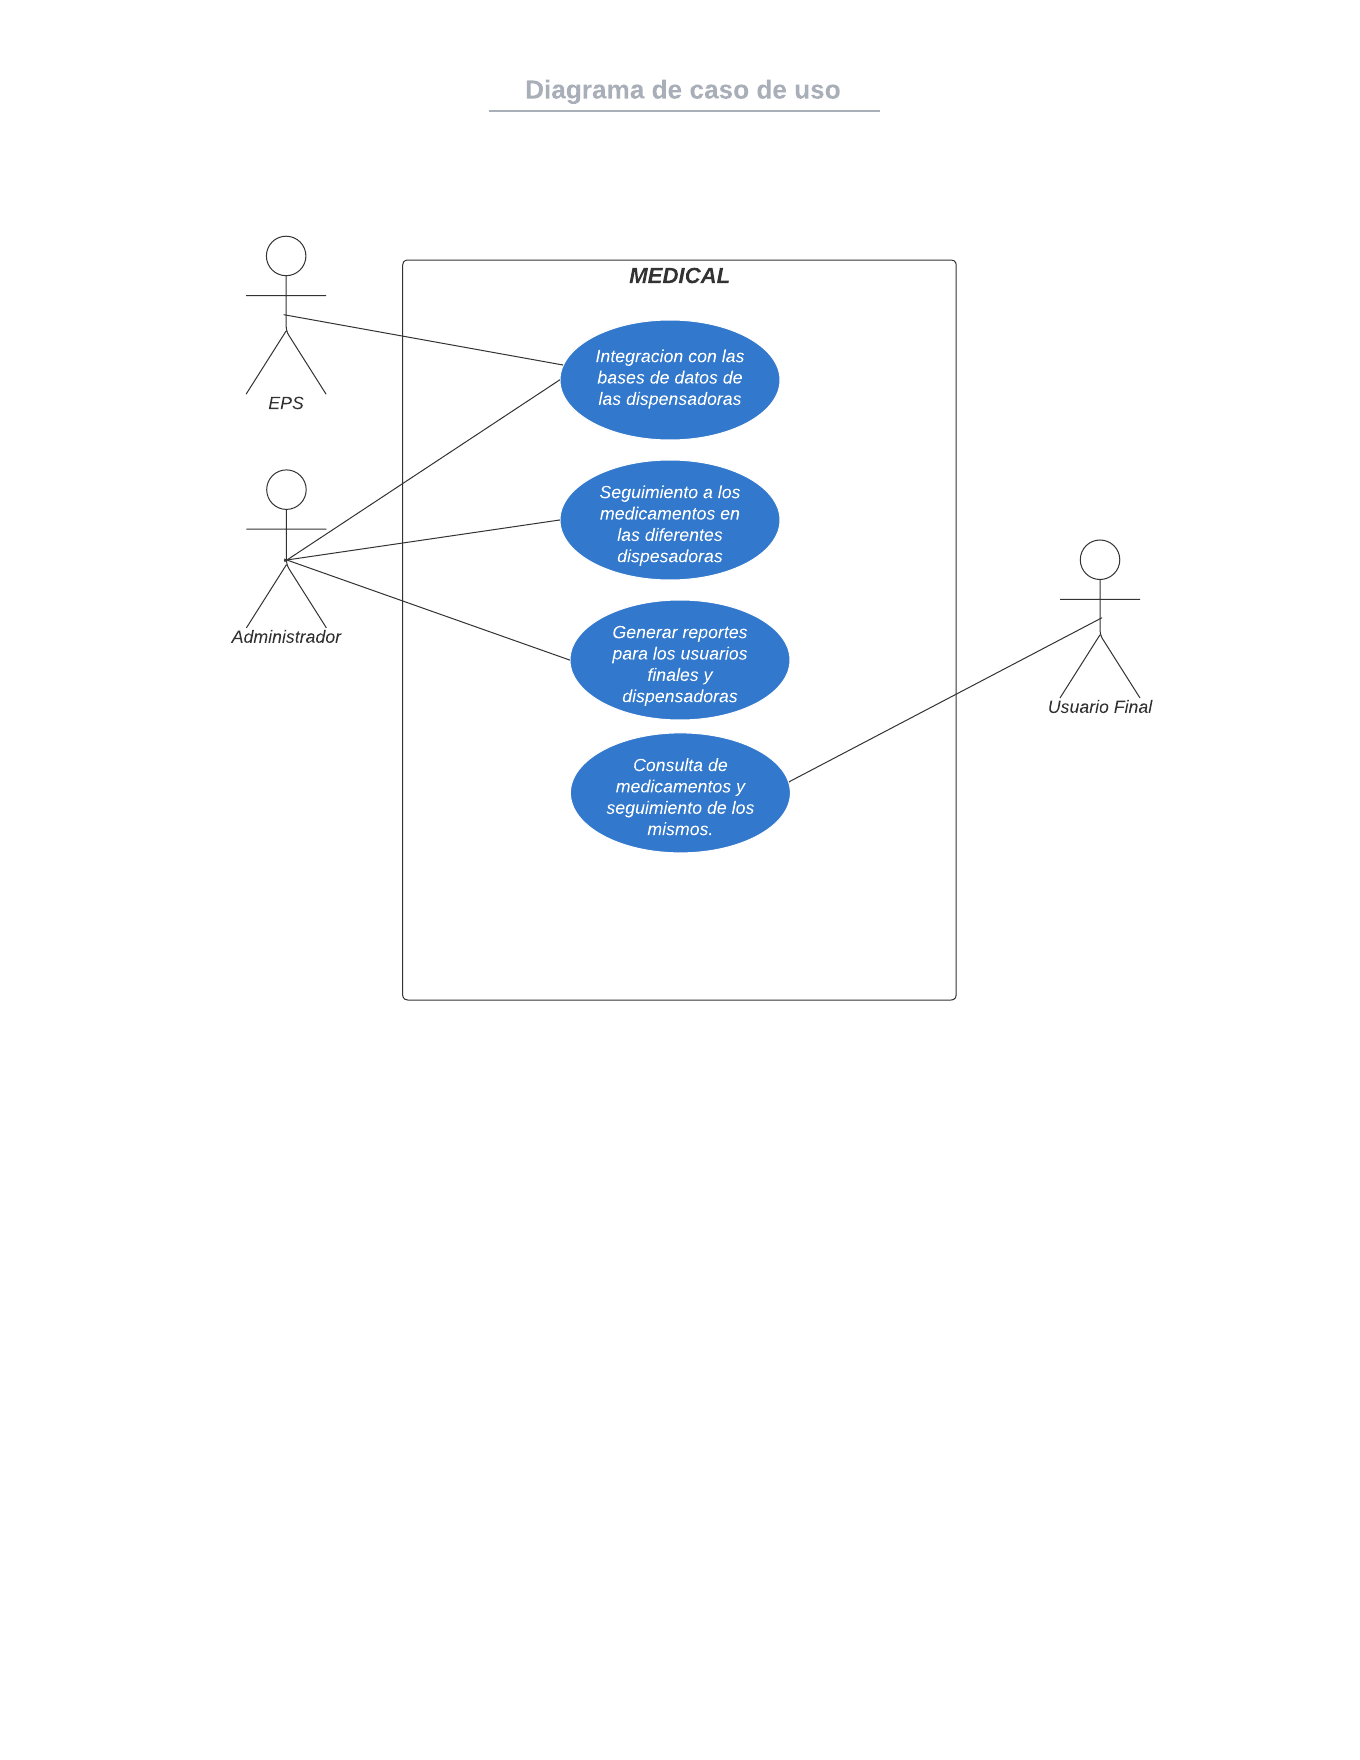 Diagrama de caso de uso
MEDICAL
Integracion con las
bases de datos de
las dispensadoras
EPS
Seguimiento a los
medicamentos en
las diferentes
dispesadoras
Administrador
Generar reportes
para los usuarios
finales y
dispensadoras
Usuario Final
Consulta de
medicamentos y
seguimiento de los
mismos.